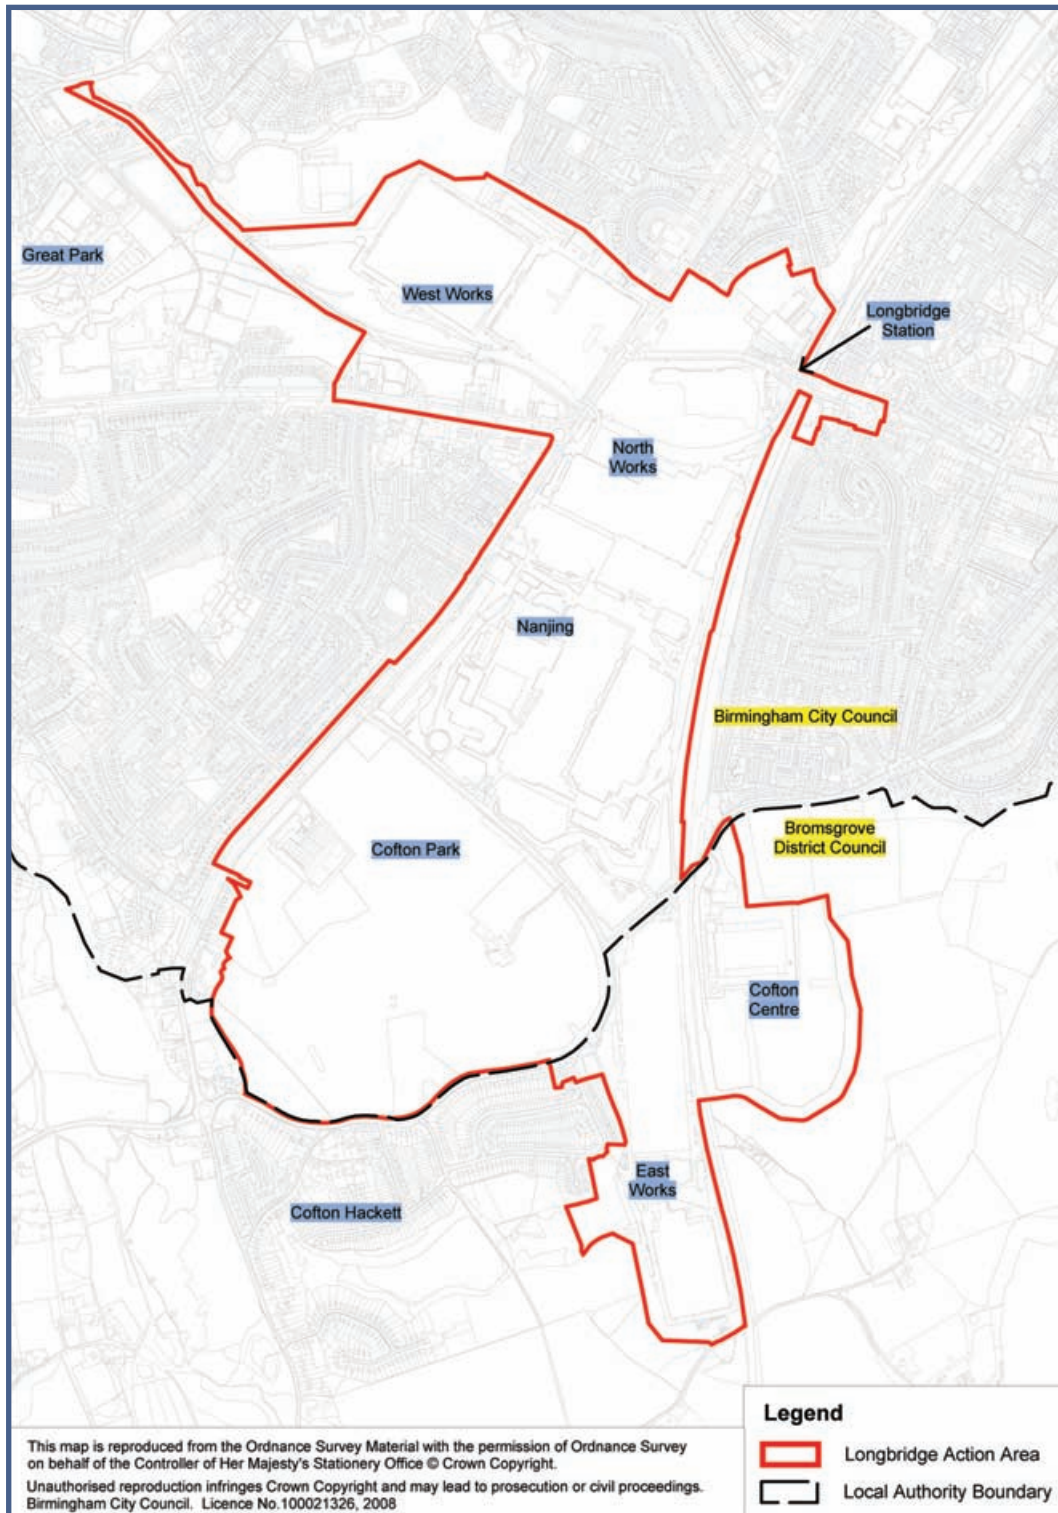 Great Park
West Works
Longbridge
Station
North
Works
Nanjing
Birmingham City Council
Bromsgrove
District Council
Cofton Park
Cofton
Centre
East
Works
Cofton Hackett
Legend
Longbridge Action Area
Local Authority Boundary
This map is reproduced from the Ordnance Survey Material with the permission of Ordnance Survey
on behalf of the Controller of Her Majesty's Stationery Office © Crown Copyright.
Unauthorised reproduction infringes Crown Copyright and may lead to prosecution or civil proceedings.
Birmingham City Council. Licence No.100021326, 2008